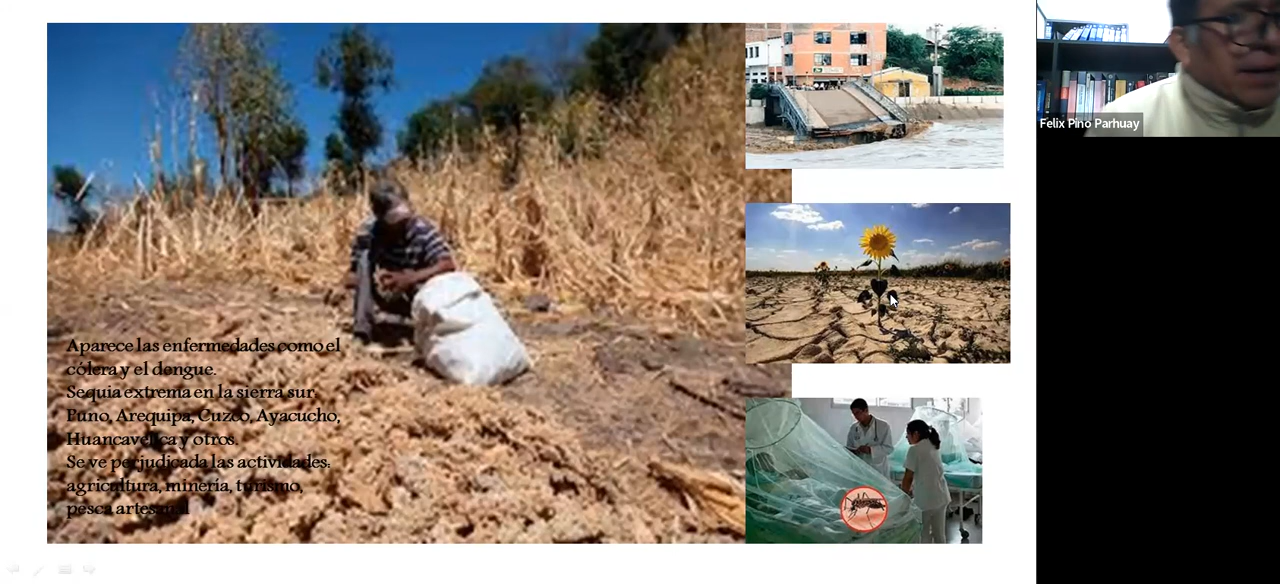 Aparece las enfermedades como el
cólera y el dengue.
Sequia extrema en la sierra sur.
Puno, Arequipa, Cuzco, Ayacucho,
Huancavelica y otros.
Se ve perjudicada las actividades.
agricultura, minería, turismo,
pesca artesanal
Felix Pino Parhuay